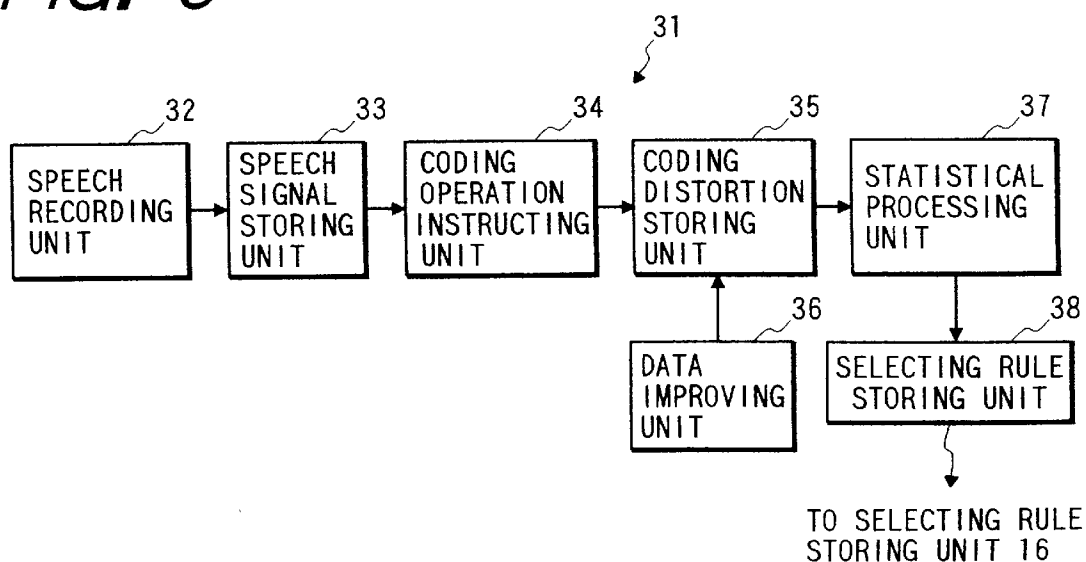 FIG.
31
32
33
34
35
37
SPEECH
RECORDING
UNIT
SPEECH
SIGNAL
STORING
UNIT
CODING
OPERATION
INSTRUCTING
UNIT
CODING
DISTORTION
STORING
UNIT
STATISTICAL
PROCESSING
UNIT
36
38
DATA
IMPROVING
UNIT
SELECTING RULE
STORING UNIT
TO SELECTING RULE
STORING UNIT 16